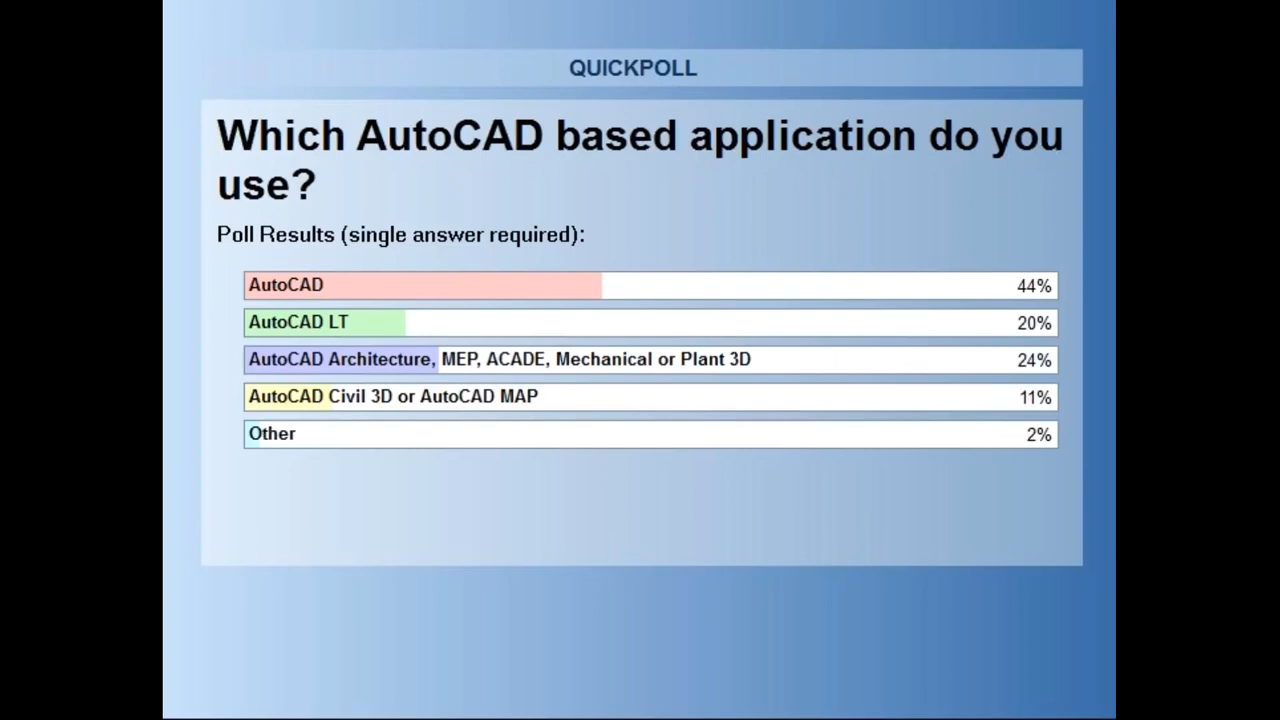 QUICKPOLL
Which AutoCAD based application do you
use?
Poll Results (single answer required):
AutoCAD 44%
AutoCAD LT 20%
AutoCAD Architecture, MEP, ACADE, Mechanical or Plant 3D 24%
AutoCAD Civil 3D or AutoCAD MAP 11%
Other 2%